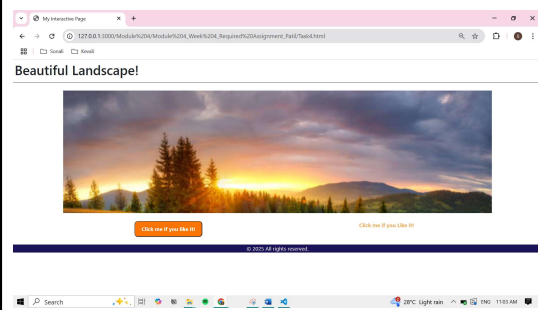 My Interactive Page
127.0.0.1:3000/Module%204/Module%204_Week%204_Required%20Assignment_Patil/Task4.html
Sonali Kevali
Beautiful Landscape!
Click me if you like it! Click me if you Like it!
© 2025 All rights reserved.
Search 28°C Light rain ENG 11:03 AM